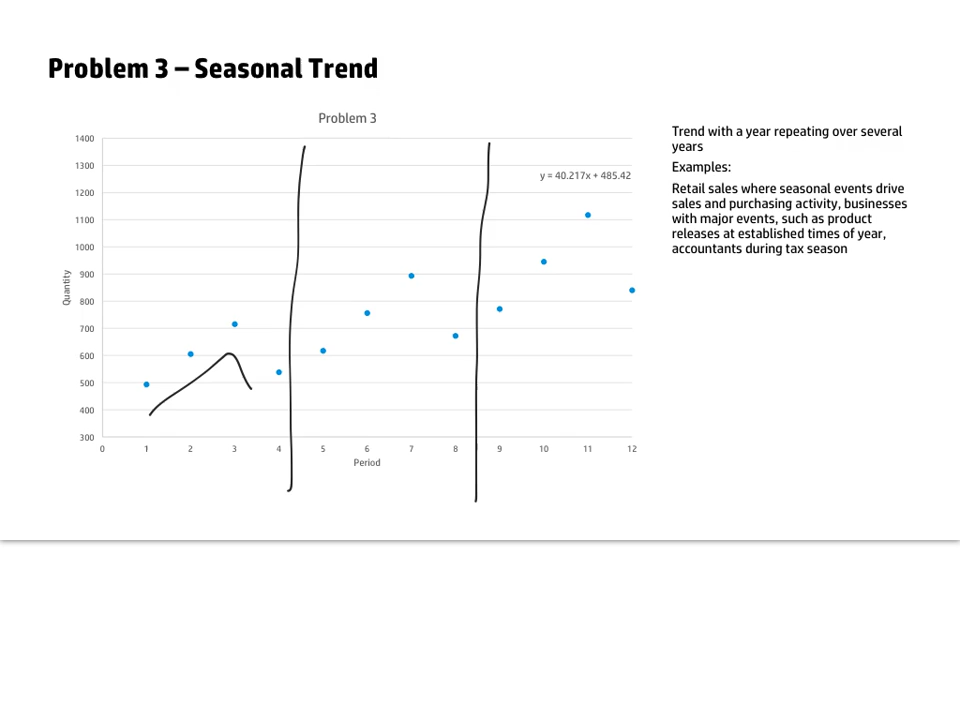 Problem 3 – Seasonal Trend
Problem 3
1400
1300
1200
1100
1000
900
800
700
600
500
400
300
Quantity
y = 40.217x + 485.42
0 1 2 3 4 5 6 7 8 9 10 11 12
Period
Trend with a year repeating over several
years
Examples:
Retail sales where seasonal events drive
sales and purchasing activity, businesses
with major events, such as product
releases at established times of year,
accountants during tax season